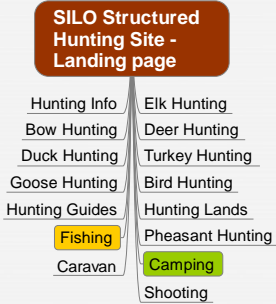 SILO Structured
Hunting Site -
Landing page
Hunting Info
Bow Hunting
Duck Hunting
Goose Hunting
Hunting Guides
Fishing
Caravan
Elk Hunting
Deer Hunting
Turkey Hunting
Bird Hunting
Hunting Lands
Pheasant Hunting
Camping
Shooting